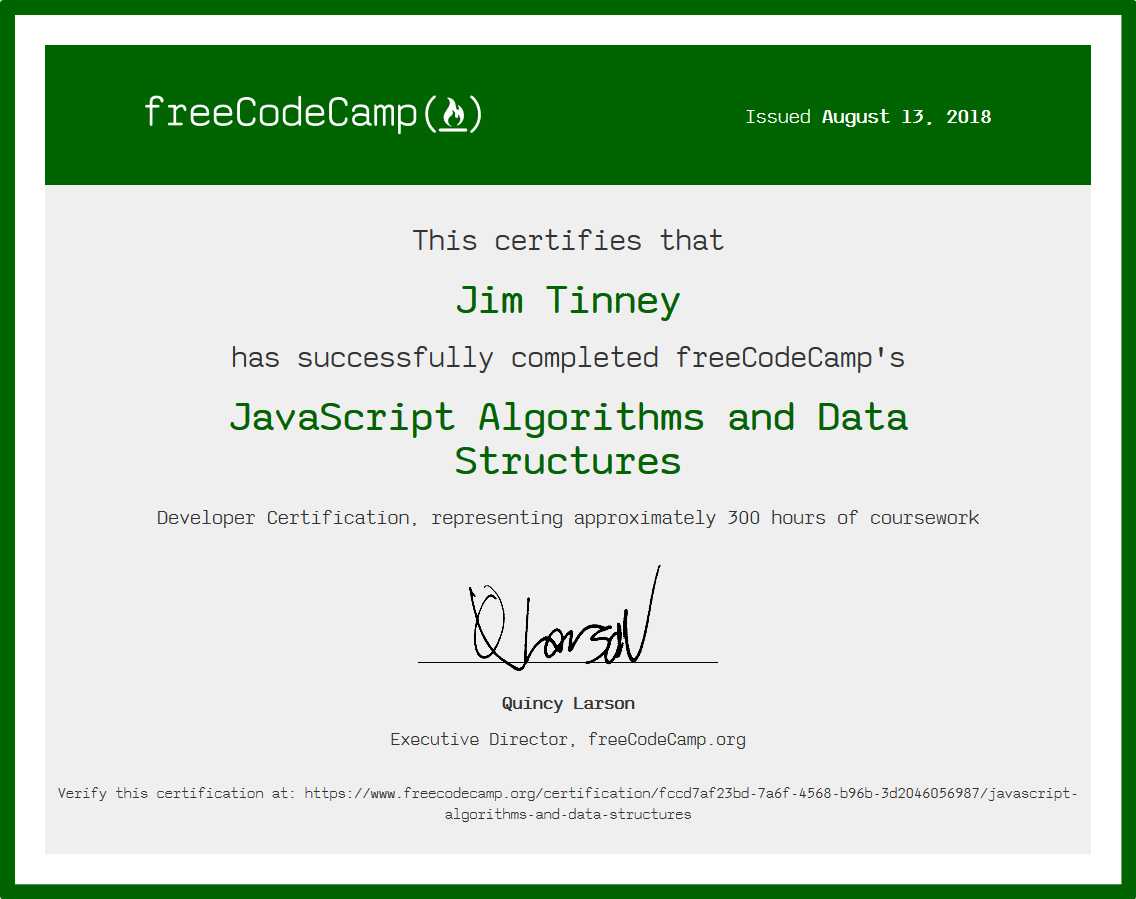 freeCodeCamp()
Issued August 13, 2018
This certifies that
Jim Tinney
has successfully completed freeCodeCamp's
JavaScript Algorithms and Data
Structures
Developer Certification, representing approximately 300 hours of coursework
QLarson
Quincy Larson
Executive Director, freeCodeCamp.org
Verify this certification at: https://www.freecodecamp.org/certification/fccd7af23bd-7a6f-4568-b96b-3d2046056987/javascript-
algorithms-and-data-structures